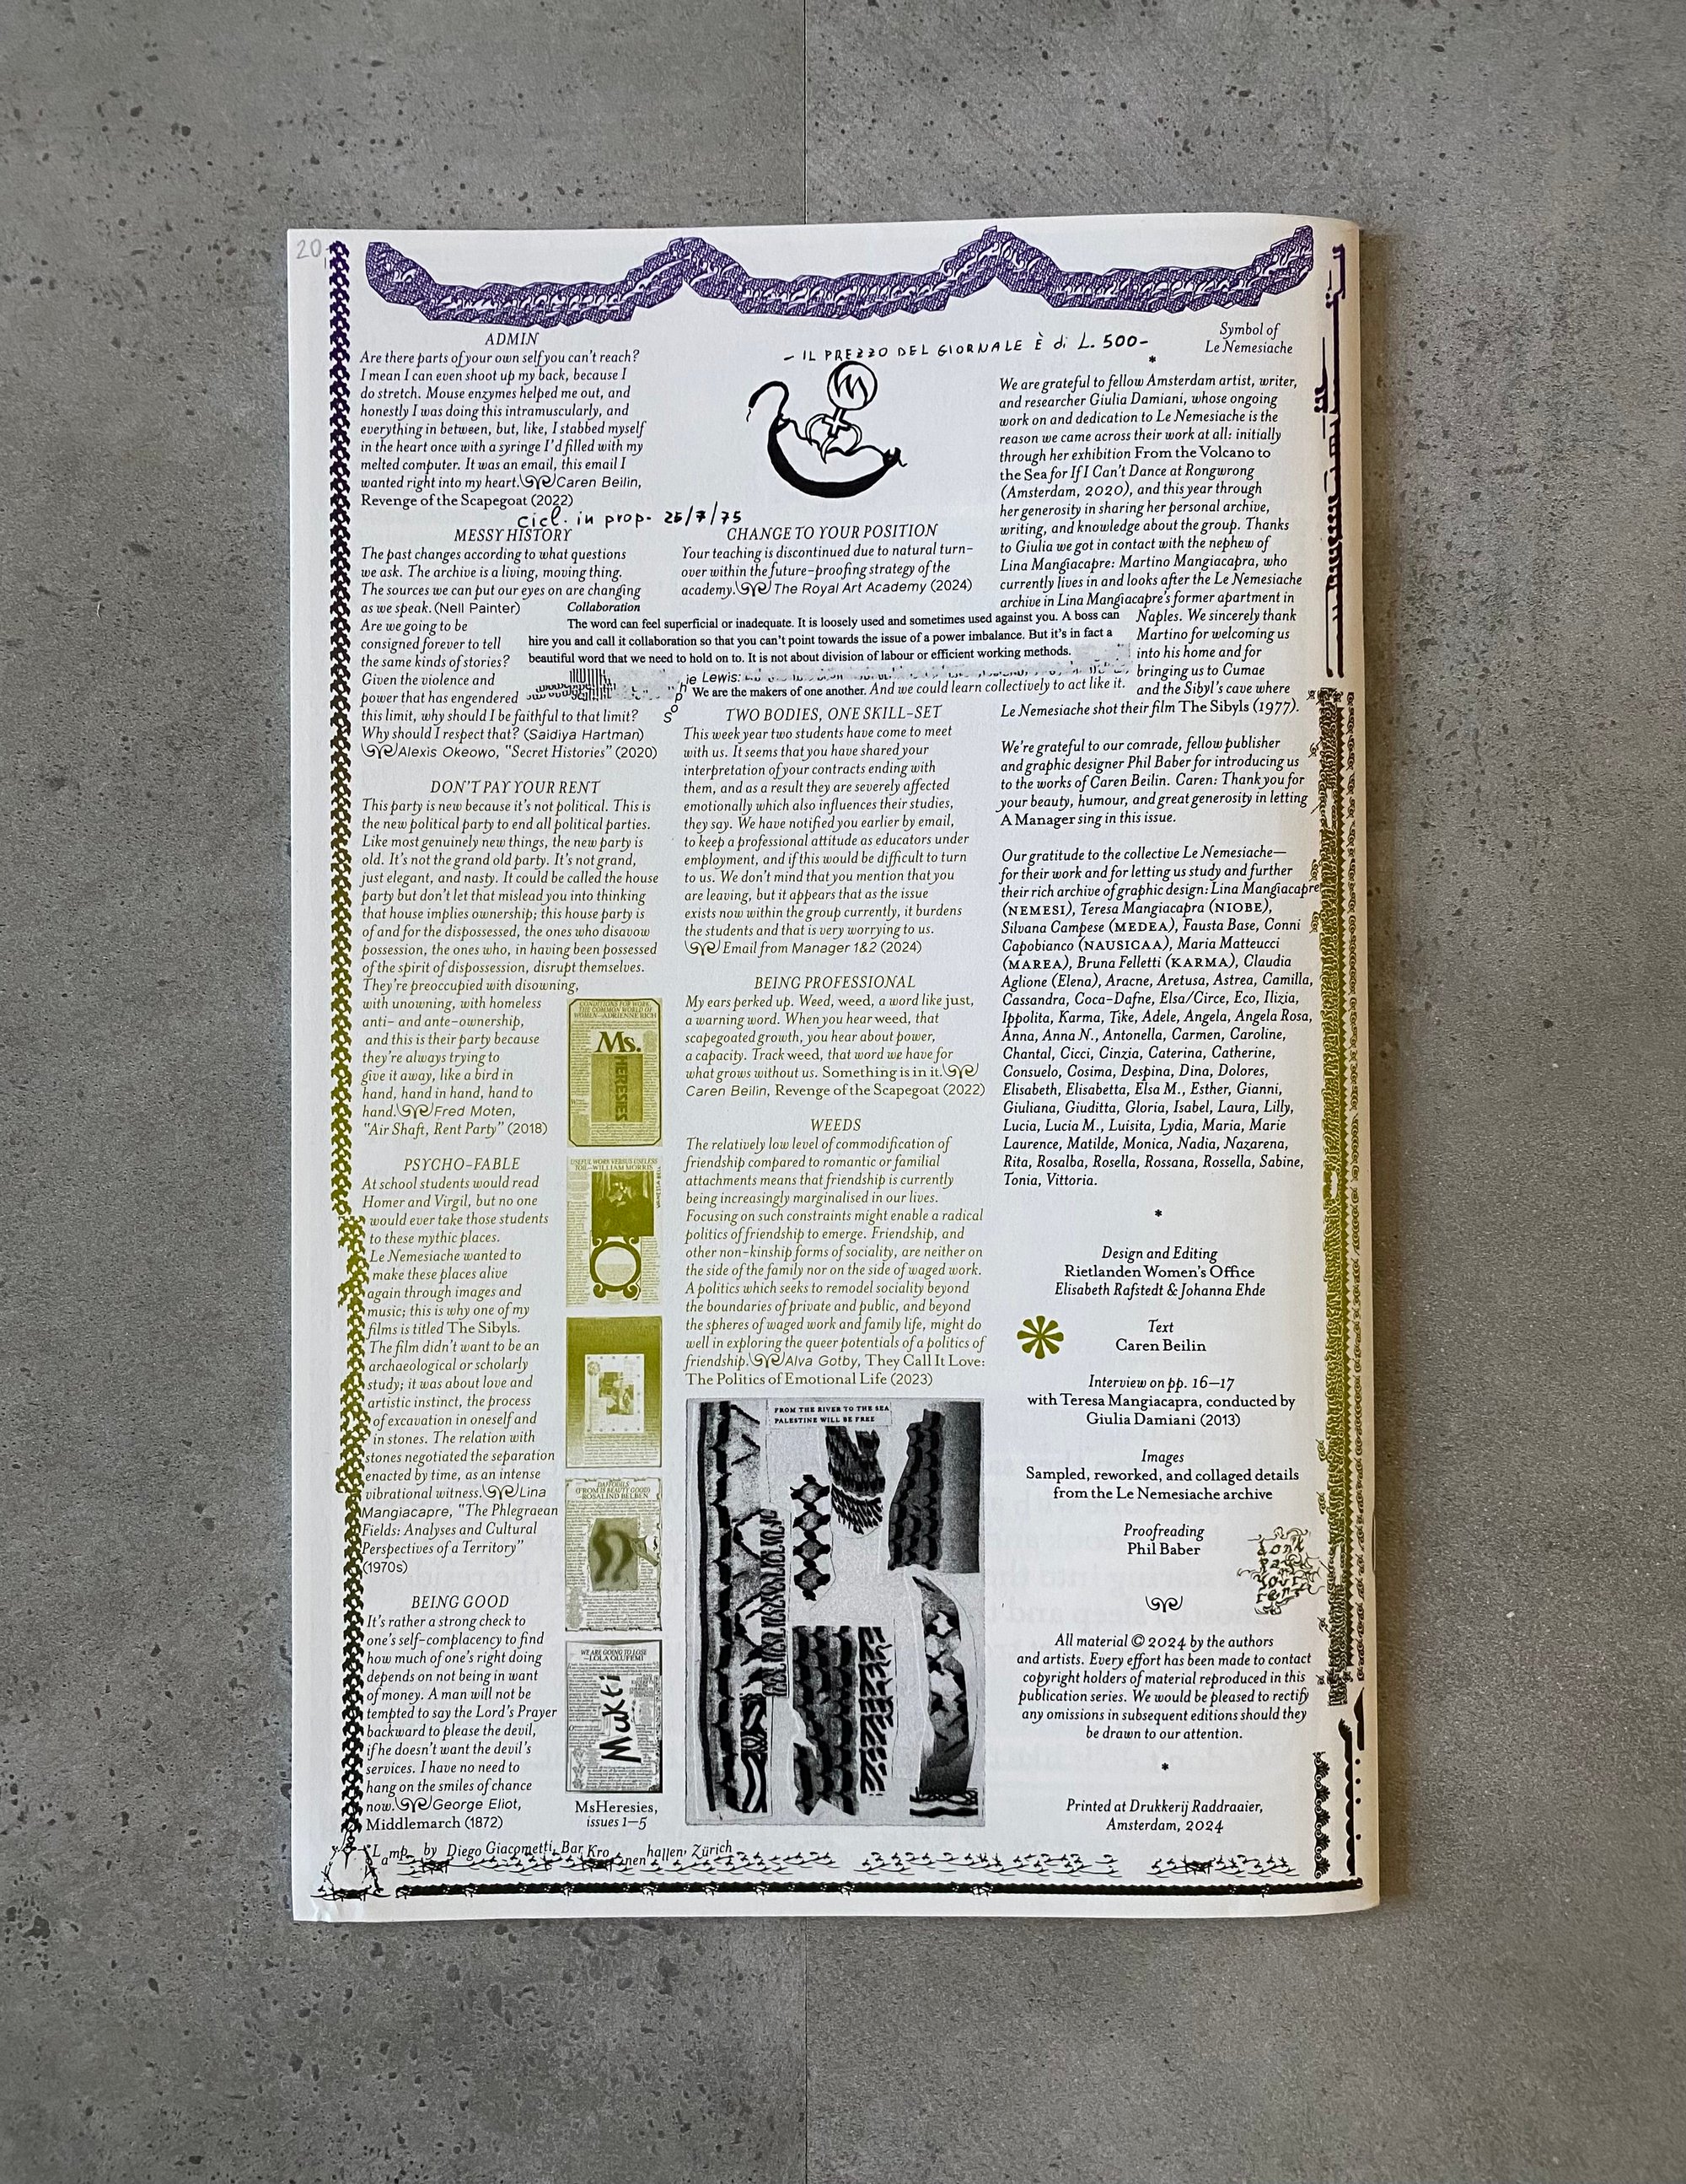 20,
ADMIN
Are there parts of your own self you can't reach?
I mean I can even shoot up my back, because I
do stretch. Mouse enzymes helped me out, and
honestly I was doing this intramuscularly, and
everything in between, but, like, I stabbed myself
in the heart once with a syringe I'd filled with my
melted computer. It was an email, this email I
wanted right into my heart. Caren Beilin,
Revenge of the Scapegoat (2022)
cicl. in prop. 25/7/75
MESSY HISTORY
The past changes according to what questions
we ask. The archive is a living, moving thing.
The sources we can put our eyes on are changing
as we speak. (Nell Painter)
Are we going to be
consigned forever to tell
the same kinds of stories?
Given the violence and
power that has engendered
this limit, why should I be faithful to that limit?
Why should I respect that? (Saidiya Hartman)
Alexis Okeowo, "Secret Histories" (2020)
DON'T PAY YOUR RENT
This party is new because it's not political. This is
the new political party to end all political parties.
Like most genuinely new things, the new party is
old. It's not the grand old party. It's not grand,
just elegant, and nasty. It could be called the house
party but don't let that mislead you into thinking
that house implies ownership; this house party is
of and for the dispossessed, the ones who disavow
possession, the ones who, in having been possessed
of the spirit of dispossession, disrupt themselves.
They're preoccupied with disowning,
with unowning, with homeless
anti- and ante-ownership,
and this is their party because
they're always trying to
give it away, like a bird in
hand, hand in hand, hand to
hand. Fred Moten,
"Air Shaft, Rent Party" (2018)
PSYCHO-FABLE
At school students would read
Homer and Virgil, but no one
would ever take those students
to these mythic places.
Le Nemesiache wanted to
make these places alive
again through images and
music; this is why one of my
films is titled The Sibyls.
The film didn't want to be an
archaeological or scholarly
study; it was about love and
artistic instinct, the process
of excavation in oneself and
in stones. The relation with
stones negotiated the separation
enacted by time, as an intense
vibrational witness. Lina
Mangiacapre, "The Phlegraean
Fields: Analyses and Cultural
Perspectives of a Territory"
(1970s)
BEING GOOD
It's rather a strong check to
one's self-complacency to find
how much of one's right doing
depends on not being in want
of money. A man will not be
tempted to say the Lord's Prayer
backward to please the devil,
if he doesn't want the devil's
services. I have no need to
hang on the smiles of chance
now. George Eliot,
Middlemarch (1872)
Lamp by Diego Giacometti, Bar Kronenhallen, Zürich
CONDITIONS FOR WORK:
THE COMMON WORLD OF
WOMEN—ADRIENNE RICH
Ms.
HERESIES
USEFUL WORK VERSUS USELESS
TOIL—WILLIAM MORRIS
DAFFODILS
(FROM IS BEAUTY GOOD)
—ROSALIND BELBEN
WE ARE GOING TO LOSE
—LOLA OLUFEMI
Mukti
MsHeresies,
issues 1—5
- IL PREZZO DEL GIORNALE È di L. 500-
CHANGE TO YOUR POSITION
Your teaching is discontinued due to natural turn-
over within the future-proofing strategy of the
academy. The Royal Art Academy (2024)
Collaboration
The word can feel superficial or inadequate. It is loosely used and sometimes used against you. A boss can
hire you and call it collaboration so that you can't point towards the issue of a power imbalance. But it's in fact a
beautiful word that we need to hold on to. It is not about division of labour or efficient working methods.
Sophie Lewis:
We are the makers of one another. And we could learn collectively to act like it.
TWO BODIES, ONE SKILL-SET
This week year two students have come to meet
with us. It seems that you have shared your
interpretation of your contracts ending with
them, and as a result they are severely affected
emotionally which also influences their studies,
they say. We have notified you earlier by email,
to keep a professional attitude as educators under
employment, and if this would be difficult to turn
to us. We don't mind that you mention that you
are leaving, but it appears that as the issue
exists now within the group currently, it burdens
the students and that is very worrying to us.
Email from Manager 1&2 (2024)
BEING PROFESSIONAL
My ears perked up. Weed, weed, a word like just,
a warning word. When you hear weed, that
scapegoated growth, you hear about power,
a capacity. Track weed, that word we have for
what grows without us. Something is in it.
Caren Beilin, Revenge of the Scapegoat (2022)
WEEDS
The relatively low level of commodification of
friendship compared to romantic or familial
attachments means that friendship is currently
being increasingly marginalised in our lives.
Focusing on such constraints might enable a radical
politics of friendship to emerge. Friendship, and
other non-kinship forms of sociality, are neither on
the side of the family nor on the side of waged work.
A politics which seeks to remodel sociality beyond
the boundaries of private and public, and beyond
the spheres of waged work and family life, might do
well in exploring the queer potentials of a politics of
friendship. Alva Gotby, They Call It Love:
The Politics of Emotional Life (2023)
FROM THE RIVER TO THE SEA
PALESTINE WILL BE FREE
Symbol of
Le Nemesiache
*
We are grateful to fellow Amsterdam artist, writer,
and researcher Giulia Damiani, whose ongoing
work on and dedication to Le Nemesiache is the
reason we came across their work at all: initially
through her exhibition From the Volcano to
the Sea for If I Can't Dance at Rongwrong
(Amsterdam, 2020), and this year through
her generosity in sharing her personal archive,
writing, and knowledge about the group. Thanks
to Giulia we got in contact with the nephew of
Lina Mangiacapre: Martino Mangiacapra, who
currently lives in and looks after the Le Nemesiache
archive in Lina Mangiacapre's former apartment in
Naples. We sincerely thank
Martino for welcoming us
into his home and for
bringing us to Cumae
and the Sibyl's cave where
Le Nemesiache shot their film The Sibyls (1977).
We're grateful to our comrade, fellow publisher
and graphic designer Phil Baber for introducing us
to the works of Caren Beilin. Caren: Thank you for
your beauty, humour, and great generosity in letting
A Manager sing in this issue.
Our gratitude to the collective Le Nemesiache—
for their work and for letting us study and further
their rich archive of graphic design: Lina Mangiacapre
(NEMESI), Teresa Mangiacapra (NIOBE),
Silvana Campese (MEDEA), Fausta Base, Conni
Capobianco (NAUSICAA), Maria Matteucci
(MAREA), Bruna Felletti (KARMA), Claudia
Aglione (Elena), Aracne, Aretusa, Astrea, Camilla,
Cassandra, Coca-Dafne, Elsa/Circe, Eco, Ilizia,
Ippolita, Karma, Tike, Adele, Angela, Angela Rosa,
Anna, Anna N., Antonella, Carmen, Caroline,
Chantal, Cicci, Cinzia, Caterina, Catherine,
Consuelo, Cosima, Despina, Dina, Dolores,
Elisabeth, Elisabetta, Elsa M., Esther, Gianni,
Giuliana, Giuditta, Gloria, Isabel, Laura, Lilly,
Lucia, Lucia M., Luisita, Lydia, Maria, Marie
Laurence, Matilde, Monica, Nadia, Nazarena,
Rita, Rosalba, Rosella, Rossana, Rossella, Sabine,
Tonia, Vittoria.
*
Design and Editing
Rietlanden Women's Office
Elisabeth Rafstedt & Johanna Ehde
Text
Caren Beilin
Interview on pp. 16—17
with Teresa Mangiacapra, conducted by
Giulia Damiani (2013)
Images
Sampled, reworked, and collaged details
from the Le Nemesiache archive
Proofreading
Phil Baber
don't
pay
your
rent
All material © 2024 by the authors
and artists. Every effort has been made to contact
copyright holders of material reproduced in this
publication series. We would be pleased to rectify
any omissions in subsequent editions should they
be drawn to our attention.
*
Printed at Drukkerij Raddraaier,
Amsterdam, 2024